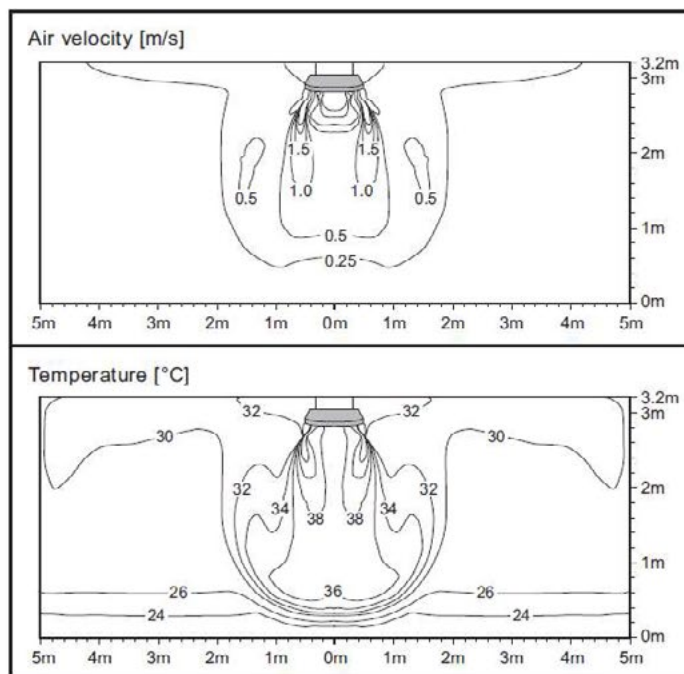 Air velocity [m/s]
3.2m
3m
1.5 1.5
2m
1.0 1.0
0.5 0.5
1m
0.5
0.25
0m
5m 4m 3m 2m 1m 0m 1m 2m 3m 4m 5m
Temperature [°C]
3.2m
32 32
3m
30 30
32 32
2m
34 34
38 38
1m
36
26 26
24 24
0m
5m 4m 3m 2m 1m 0m 1m 2m 3m 4m 5m